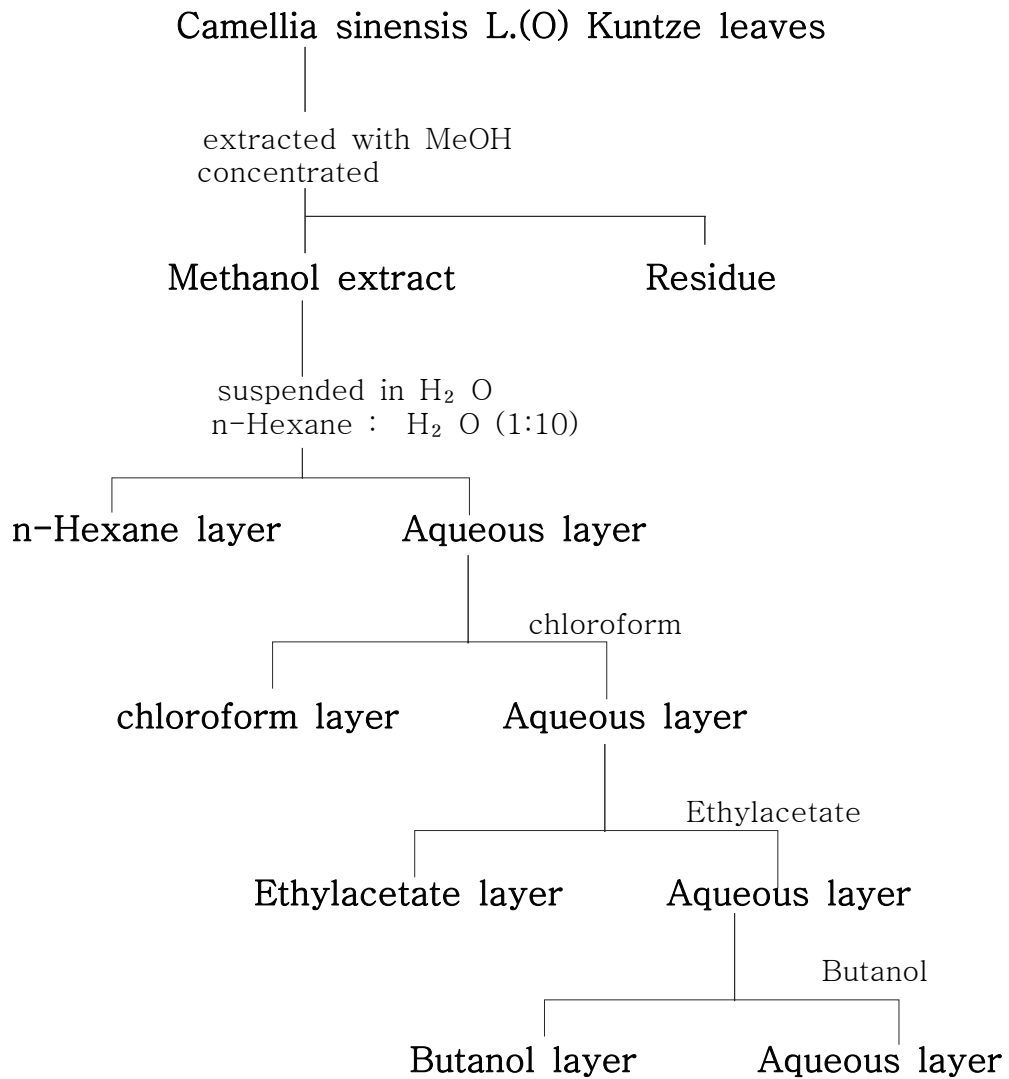 Camellia sinensis L.(O) Kuntze leaves
extracted with MeOH
concentrated
Methanol extract
Residue
suspended in H₂ O
n-Hexane : H₂ O (1:10)
n-Hexane layer
Aqueous layer
chloroform
chloroform layer
Aqueous layer
Ethylacetate
Ethylacetate layer
Aqueous layer
Butanol
Butanol layer
Aqueous layer